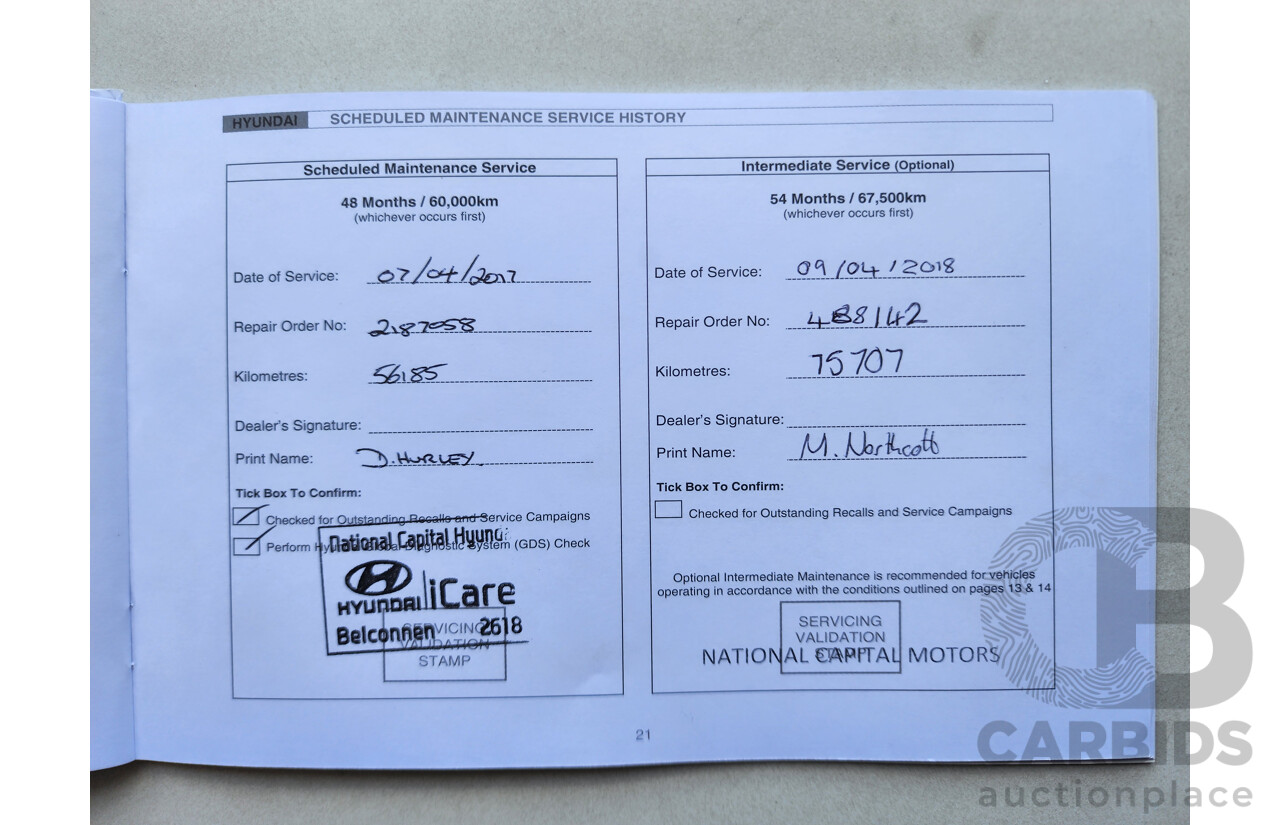 HYUNDAI SCHEDULED MAINTENANCE SERVICE HISTORY
Scheduled Maintenance Service
48 Months / 60,000km
(whichever occurs first)
Date of Service: 07/04/2017
Repair Order No: 2187058
Kilometres: 56185
Dealer's Signature:
Print Name: D. HURLEY
Tick Box To Confirm:
Checked for Outstanding Recalls and Service Campaigns
Perform Hyundai Global Diagnostic System (GDS) Check
National Capital Hyund
HYUNDAI iCare
Belconnen 2618
SERVICING
VALIDATION
STAMP
Intermediate Service (Optional)
54 Months / 67,500km
(whichever occurs first)
Date of Service: 09/04/2018
Repair Order No: 488142
Kilometres: 75707
Dealer's Signature:
Print Name: M. Northcott
Tick Box To Confirm:
Checked for Outstanding Recalls and Service Campaigns
Optional Intermediate Maintenance is recommended for vehicles
operating in accordance with the conditions outlined on pages 13 & 14
SERVICING
VALIDATION
STAMP
NATIONAL CAPITAL MOTORS
21
CB
CARBIDS
auctionplace